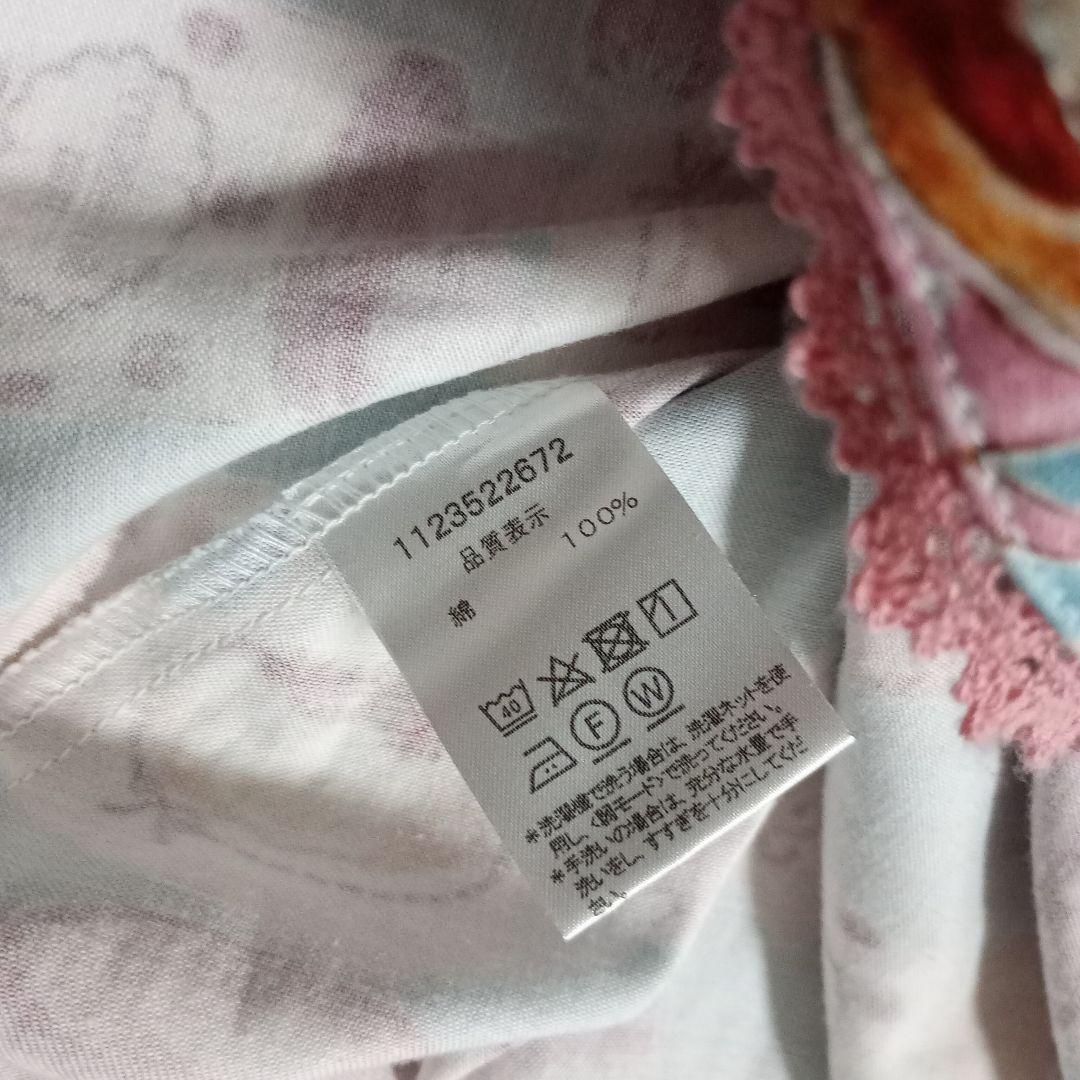 1123522672
品質表示
綿 100%
40
F W
*洗濯機で洗う場合は、洗濯ネットを使
用し、〈弱モード〉で洗ってください。
*手洗いの場合は、充分な水量で手
洗いをし、すすぎを十分にしてくだ
さい。